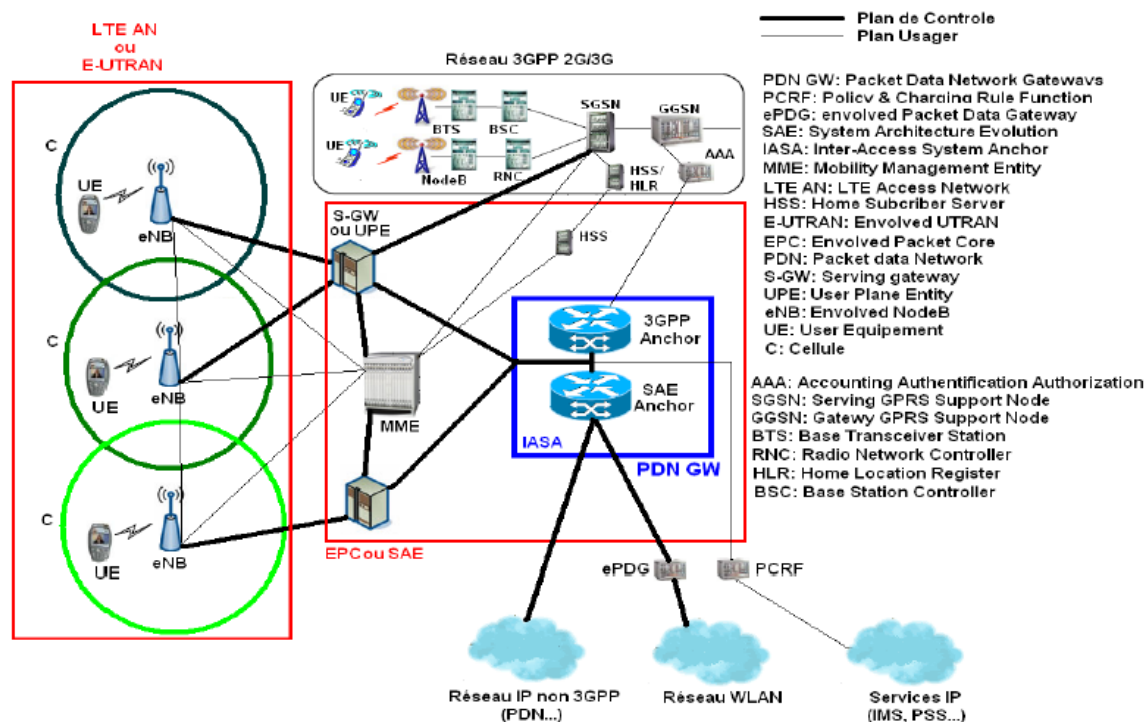 LTE AN
ou
E-UTRAN
Plan de Controle
Plan Usager
Réseau 3GPP 2G/3G
UE
BTS
BSC
SGSN
GGSN
UE
NodeB
RNC
HSS/
HLR
AAA
PDN GW: Packet Data Network Gateways
PCRF: Policy & Charging Rule Function
ePDG: envolved Packet Data Gateway
SAE: System Architecture Evolution
IASA: Inter-Access System Anchor
MME: Mobility Management Entity
LTE AN: LTE Access Network
HSS: Home Subcriber Server
E-UTRAN: Envolved UTRAN
EPC: Envolved Packet Core
PDN: Packet data Network
S-GW: Serving gateway
UPE: User Plane Entity
eNB: Envolved NodeB
UE: User Equipement
C: Cellule
AAA: Accounting Authentification Authorization
SGSN: Serving GPRS Support Node
GGSN: Gatewy GPRS Support Node
BTS: Base Transceiver Station
RNC: Radio Network Controller
HLR: Home Location Register
BSC: Base Station Controller
C
UE
eNB
C
UE
eNB
C
UE
eNB
S-GW
ou UPE
HSS
MME
3GPP
Anchor
SAE
Anchor
IASA
PDN GW
EPC ou SAE
ePDG
PCRF
Réseau IP non 3GPP
(PDN...)
Réseau WLAN
Services IP
(IMS, PSS...)